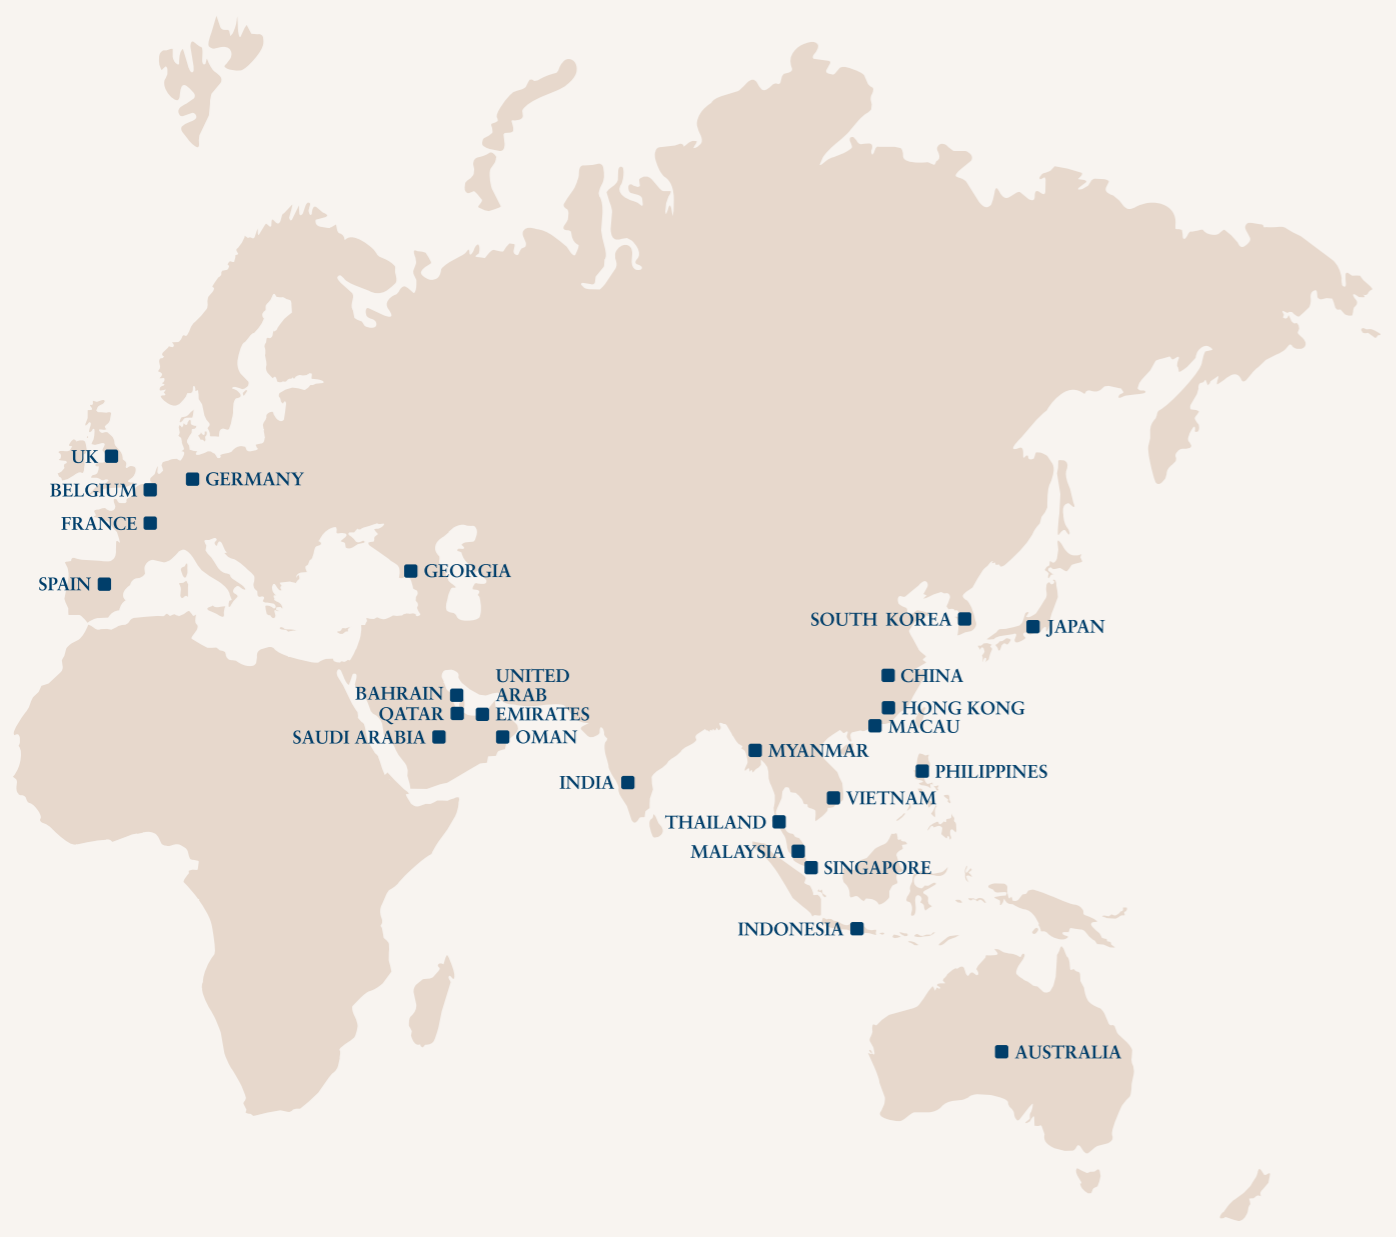 UK
GERMANY
BELGIUM
FRANCE
GEORGIA
SPAIN
SOUTH KOREA
JAPAN
UNITED
ARAB
EMIRATES
BAHRAIN
QATAR
SAUDI ARABIA
OMAN
CHINA
HONG KONG
MACAU
MYANMAR
PHILIPPINES
INDIA
VIETNAM
THAILAND
MALAYSIA
SINGAPORE
INDONESIA
AUSTRALIA